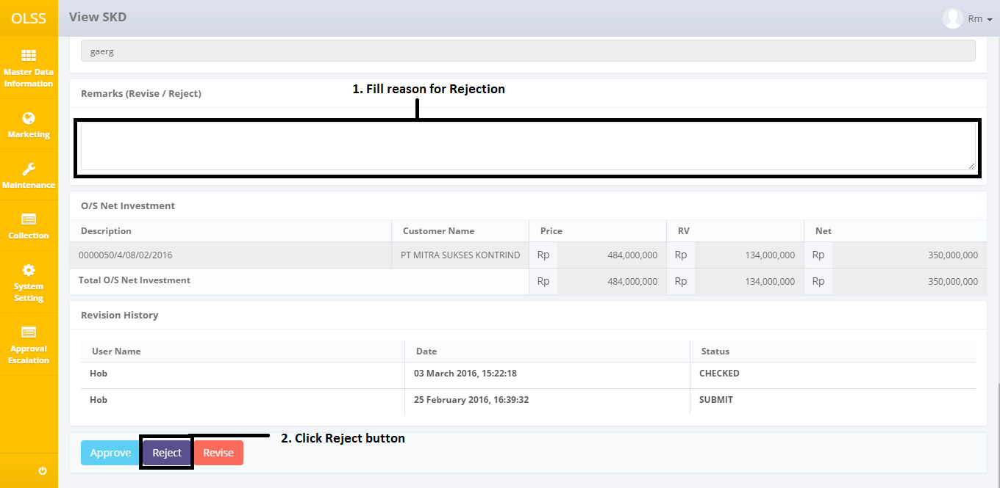 OLSS
View SKD
Rm
Master Data
Information
Marketing
Maintenance
Collection
System
Setting
Approval
Escalation
gaerg
1. Fill reason for Rejection
Remarks (Revise / Reject)
O/S Net Investment
Description Customer Name Price RV Net
0000050/4/08/02/2016 PT MITRA SUKSES KONTRIND Rp 484,000,000 Rp 134,000,000 Rp 350,000,000
Total O/S Net Investment Rp 484,000,000 Rp 134,000,000 Rp 350,000,000
Revision History
User Name Date Status
Hob 03 March 2016, 15:22:18 CHECKED
Hob 25 February 2016, 16:39:32 SUBMIT
2. Click Reject button
Approve Reject Revise